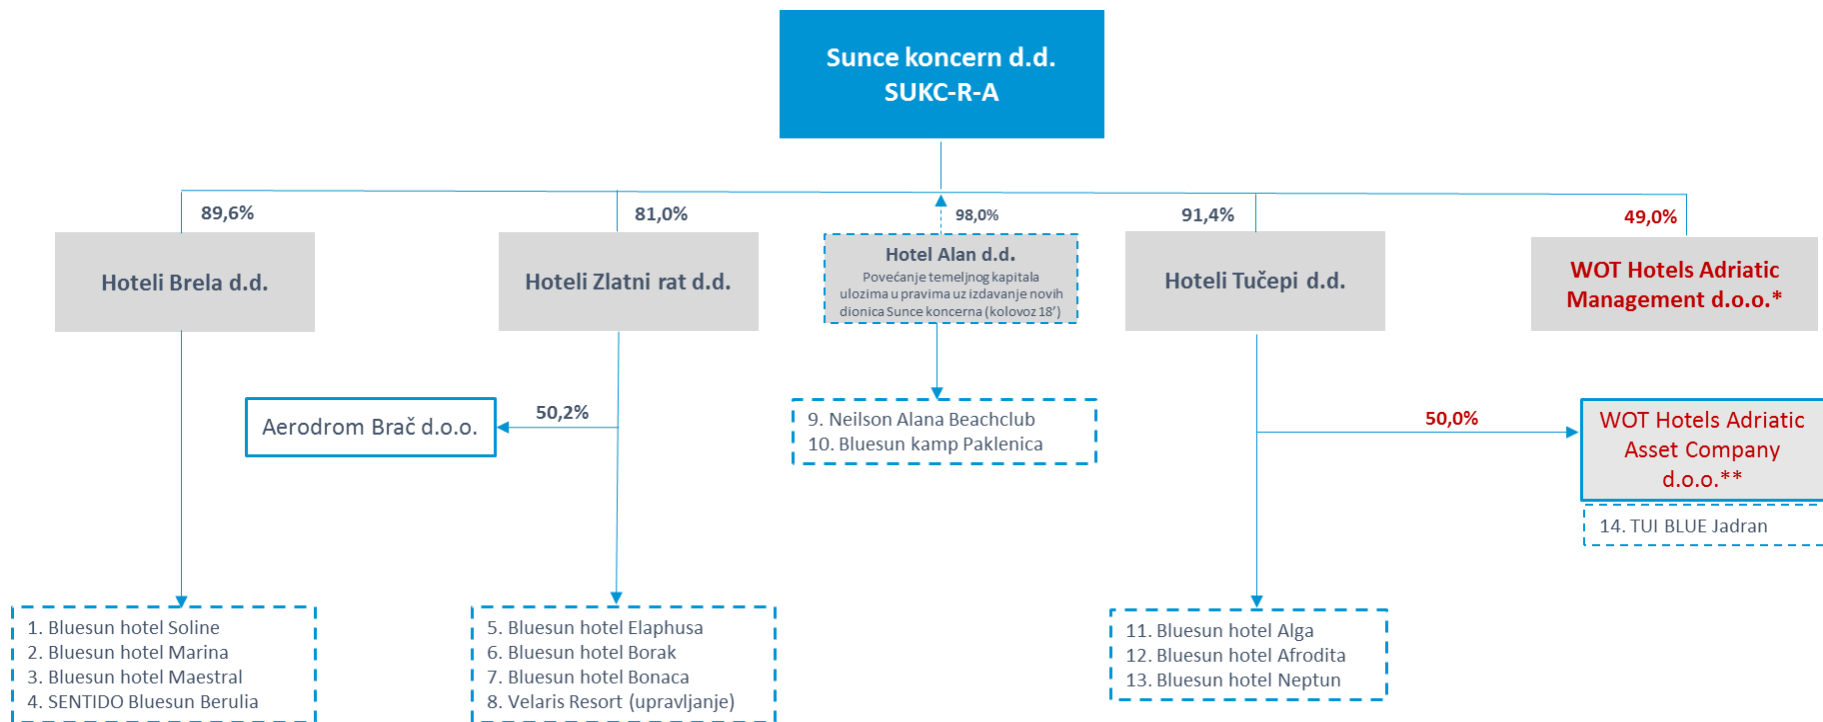 Sunce koncern d.d.
SUKC-R-A
89,6%
81,0%
98,0%
91,4%
49,0%
Hoteli Brela d.d.
Hoteli Zlatni rat d.d.
Hotel Alan d.d.
Povećanje temeljnog kapitala
ulozima u pravima uz izdavanje novih
dionica Sunce koncerna (kolovoz 18’)
Hoteli Tučepi d.d.
WOT Hotels Adriatic
Management d.o.o.*
Aerodrom Brač d.o.o.
50,2%
9. Neilson Alana Beachclub
10. Bluesun kamp Paklenica
50,0%
WOT Hotels Adriatic
Asset Company
d.o.o.**
14. TUI BLUE Jadran
1. Bluesun hotel Soline
2. Bluesun hotel Marina
3. Bluesun hotel Maestral
4. SENTIDO Bluesun Berulia
5. Bluesun hotel Elaphusa
6. Bluesun hotel Borak
7. Bluesun hotel Bonaca
8. Velaris Resort (upravljanje)
11. Bluesun hotel Alga
12. Bluesun hotel Afrodita
13. Bluesun hotel Neptun